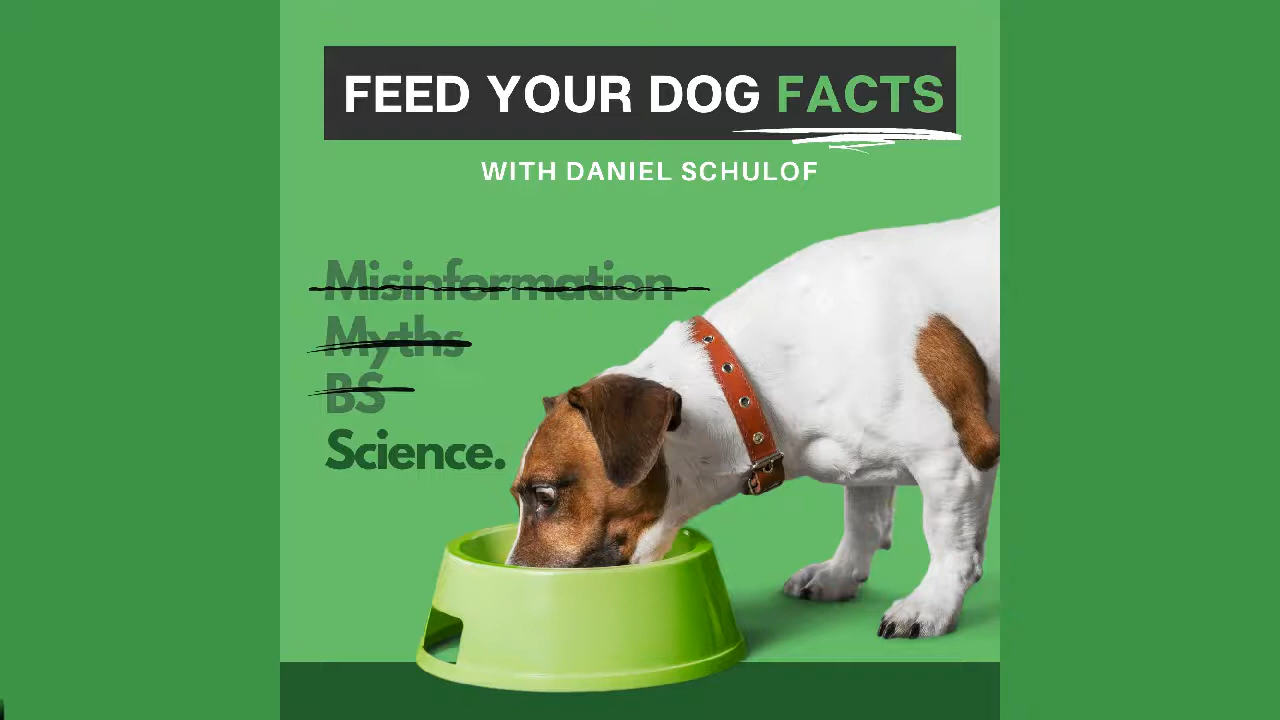 FEED YOUR DOG FACTS
WITH DANIEL SCHULOF
Misinformation
Myths
BS
Science.